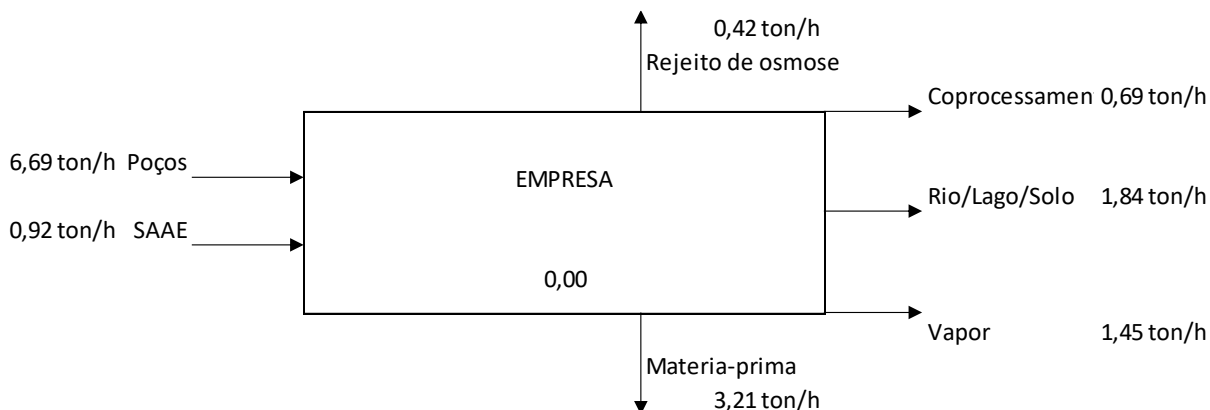 0,42 ton/h
Rejeito de osmose
Coprocessamen 0,69 ton/h
6,69 ton/h Poços
EMPRESA
Rio/Lago/Solo 1,84 ton/h
0,92 ton/h SAAE
0,00
Vapor 1,45 ton/h
Materia-prima
3,21 ton/h